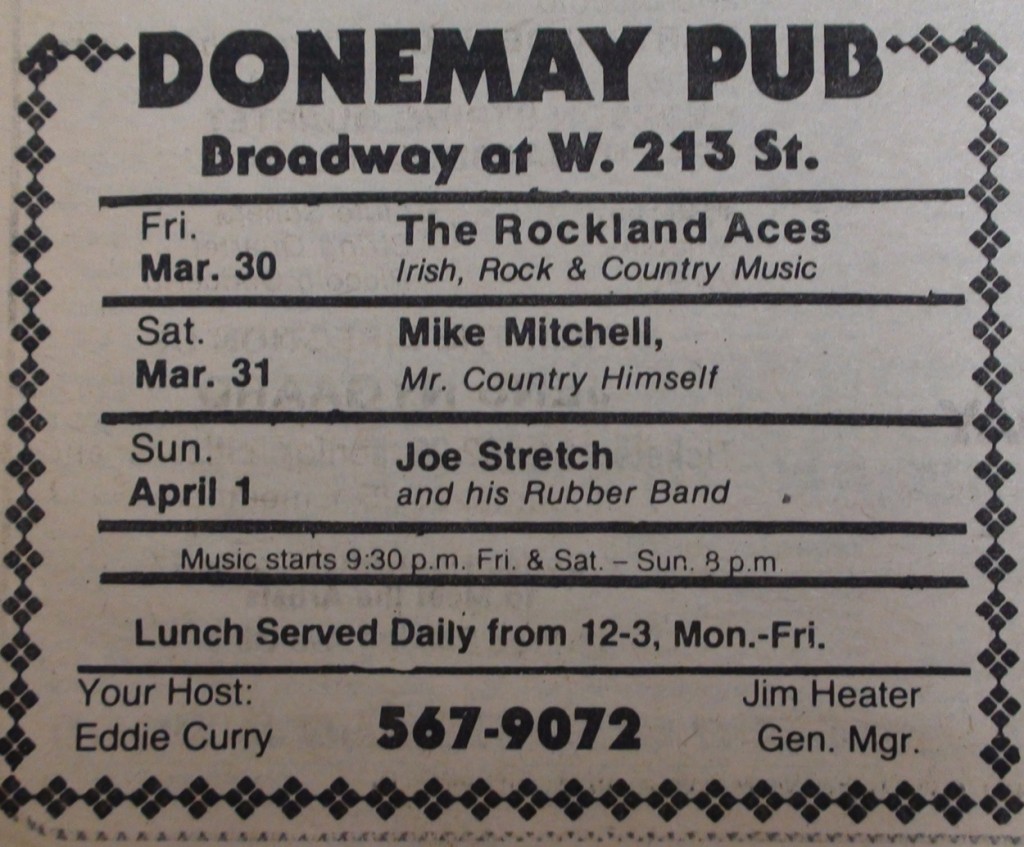 DONEMAY PUB
Broadway at W. 213 St.
Fri. The Rockland Aces
Mar. 30 Irish, Rock & Country Music
Sat. Mike Mitchell,
Mar. 31 Mr. Country Himself
Sun. Joe Stretch
April 1 and his Rubber Band
Music starts 9:30 p.m. Fri. & Sat. – Sun. 8 p.m.
Lunch Served Daily from 12-3, Mon.-Fri.
Your Host: Jim Heater
Eddie Curry 567-9072 Gen. Mgr.